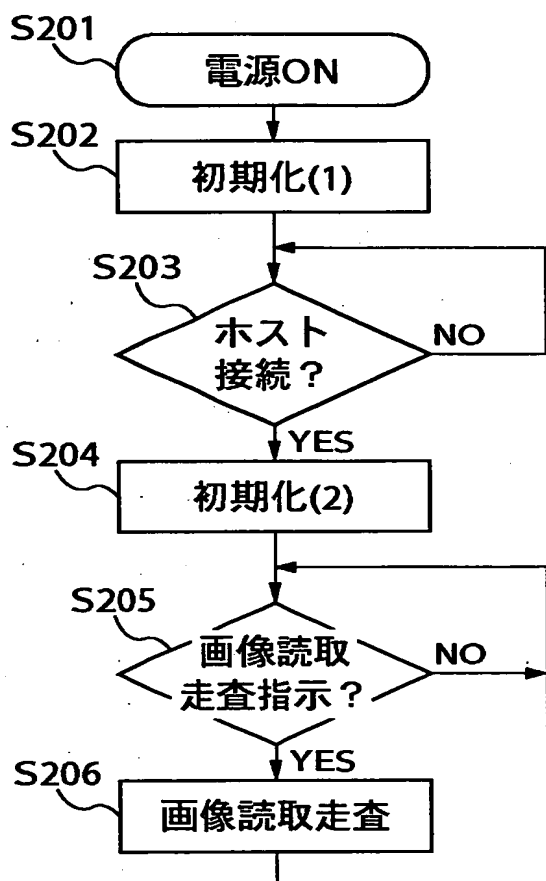 S201
電源ON
S202
初期化(1)
S203
ホスト
接続？
NO
YES
S204
初期化(2)
S205
画像読取
走査指示？
NO
YES
S206
画像読取走査